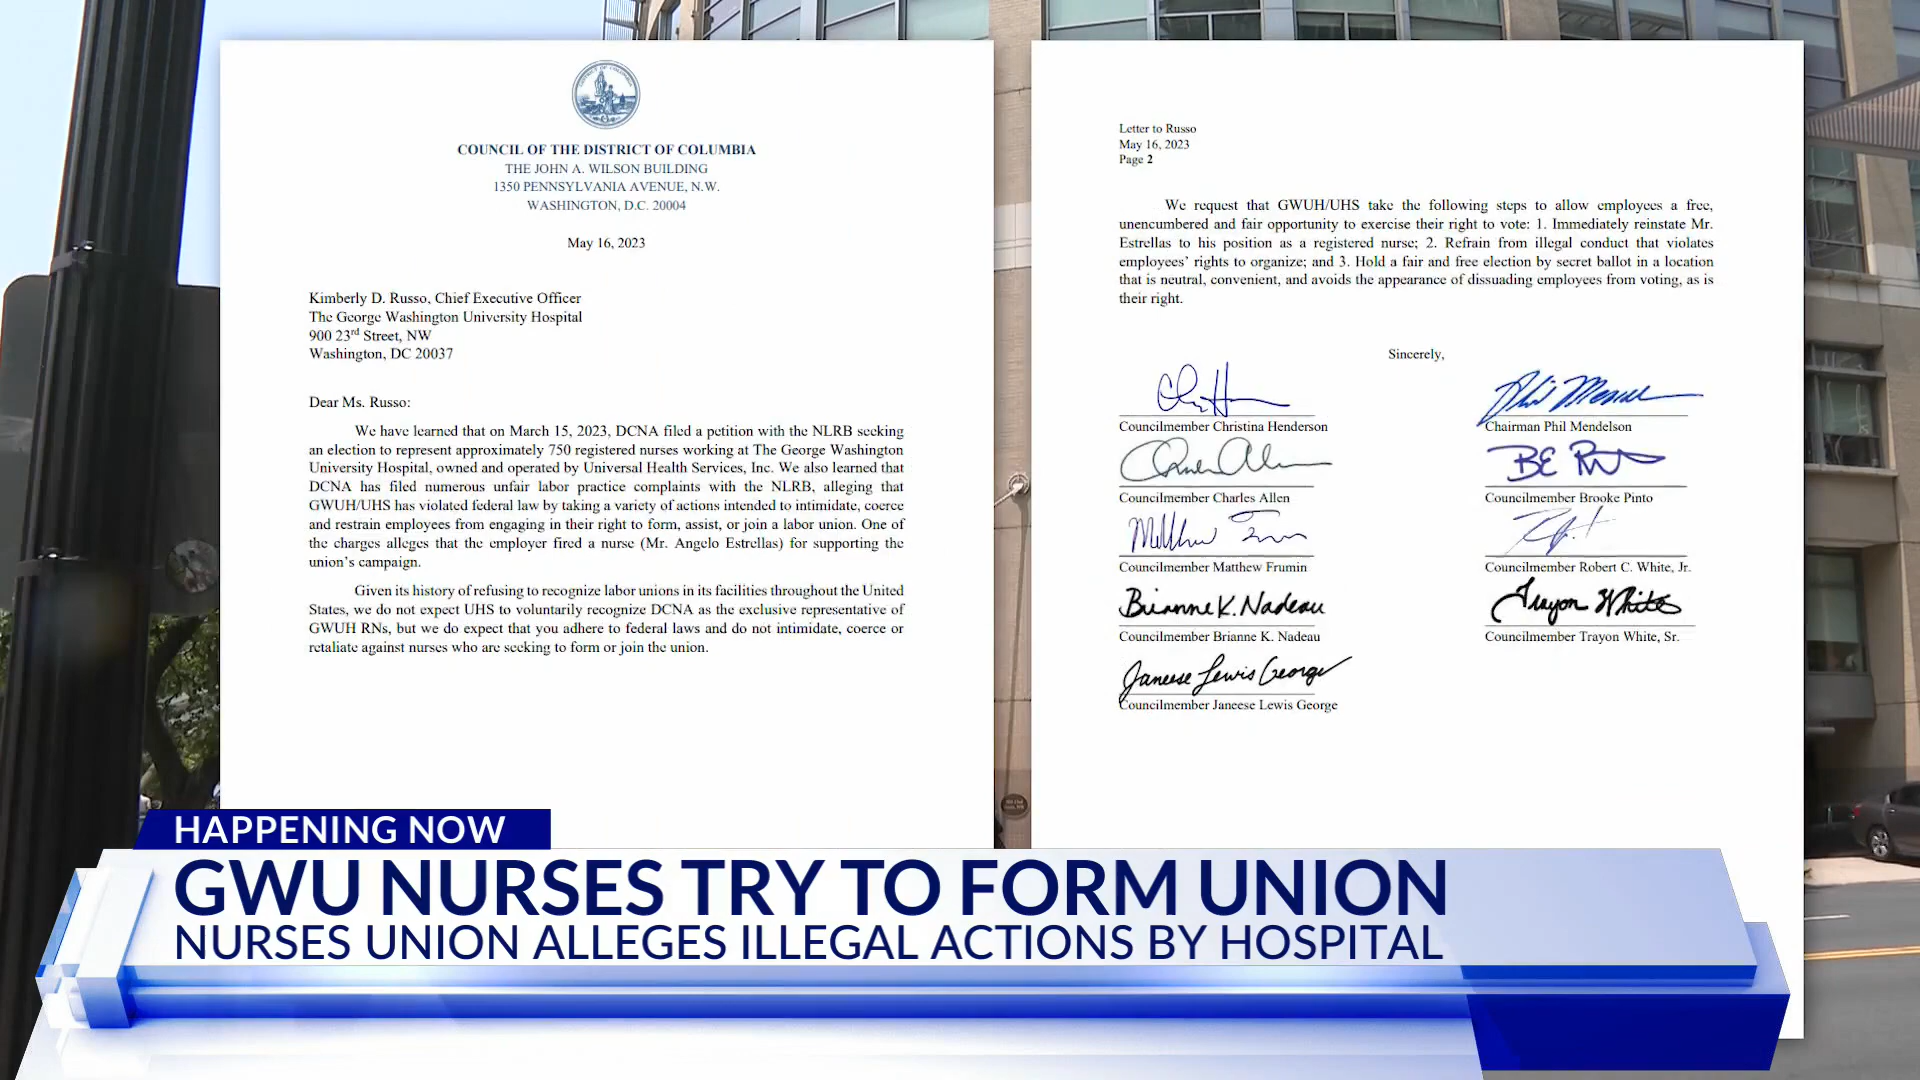 COUNCIL OF THE DISTRICT OF COLUMBIA
THE JOHN A. WILSON BUILDING
1350 PENNSYLVANIA AVENUE, N.W.
WASHINGTON, D.C. 20004
May 16, 2023
Kimberly D. Russo, Chief Executive Officer
The George Washington University Hospital
900 23rd Street, NW
Washington, DC 20037
Dear Ms. Russo:
We have learned that on March 15, 2023, DCNA filed a petition with the NLRB seeking
an election to represent approximately 750 registered nurses working at The George Washington
University Hospital, owned and operated by Universal Health Services, Inc. We also learned that
DCNA has filed numerous unfair labor practice complaints with the NLRB, alleging that
GWUH/UHS has violated federal law by taking a variety of actions intended to intimidate, coerce
and restrain employees from engaging in their right to form, assist, or join a labor union. One of
the charges alleges that the employer fired a nurse (Mr. Angelo Estrellas) for supporting the
union's campaign.
Given its history of refusing to recognize labor unions in its facilities throughout the United
States, we do not expect UHS to voluntarily recognize DCNA as the exclusive representative of
GWUH RNs, but we do expect that you adhere to federal laws and do not intimidate, coerce or
retaliate against nurses who are seeking to form or join the union.
Letter to Russo
May 16, 2023
Page 2
We request that GWUH/UHS take the following steps to allow employees a free,
unencumbered and fair opportunity to exercise their right to vote: 1. Immediately reinstate Mr.
Estrellas to his position as a registered nurse; 2. Refrain from illegal conduct that violates
employees' rights to organize; and 3. Hold a fair and free election by secret ballot in a location
that is neutral, convenient, and avoids the appearance of dissuading employees from voting, as is
their right.
Sincerely,
Councilmember Christina Henderson
Phil Mendelson
Chairman Phil Mendelson
Councilmember Charles Allen
Councilmember Brooke Pinto
Councilmember Matthew Frumin
Councilmember Robert C. White, Jr.
Brianne K. Nadeau
Trayon White
Councilmember Brianne K. Nadeau
Councilmember Trayon White, Sr.
Janeese Lewis George
Councilmember Janeese Lewis George
HAPPENING NOW
GWU NURSES TRY TO FORM UNION
NURSES UNION ALLEGES ILLEGAL ACTIONS BY HOSPITAL